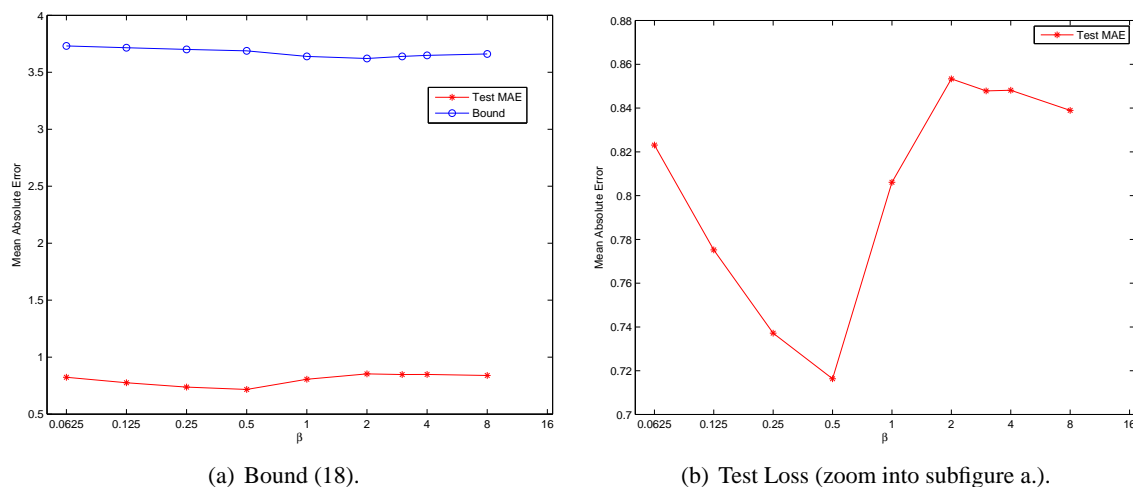 4
3.5
3
2.5
2
1.5
1
0.5
Mean Absolute Error
Test MAE
Bound
0.0625 0.125 0.25 0.5 1 2 4 8 16
β
(a) Bound (18).
0.88
0.86
0.84
0.82
0.8
0.78
0.76
0.74
0.72
0.7
Mean Absolute Error
Test MAE
0.0625 0.125 0.25 0.5 1 2 4 8 16
β
(b) Test Loss (zoom into subfigure a.).